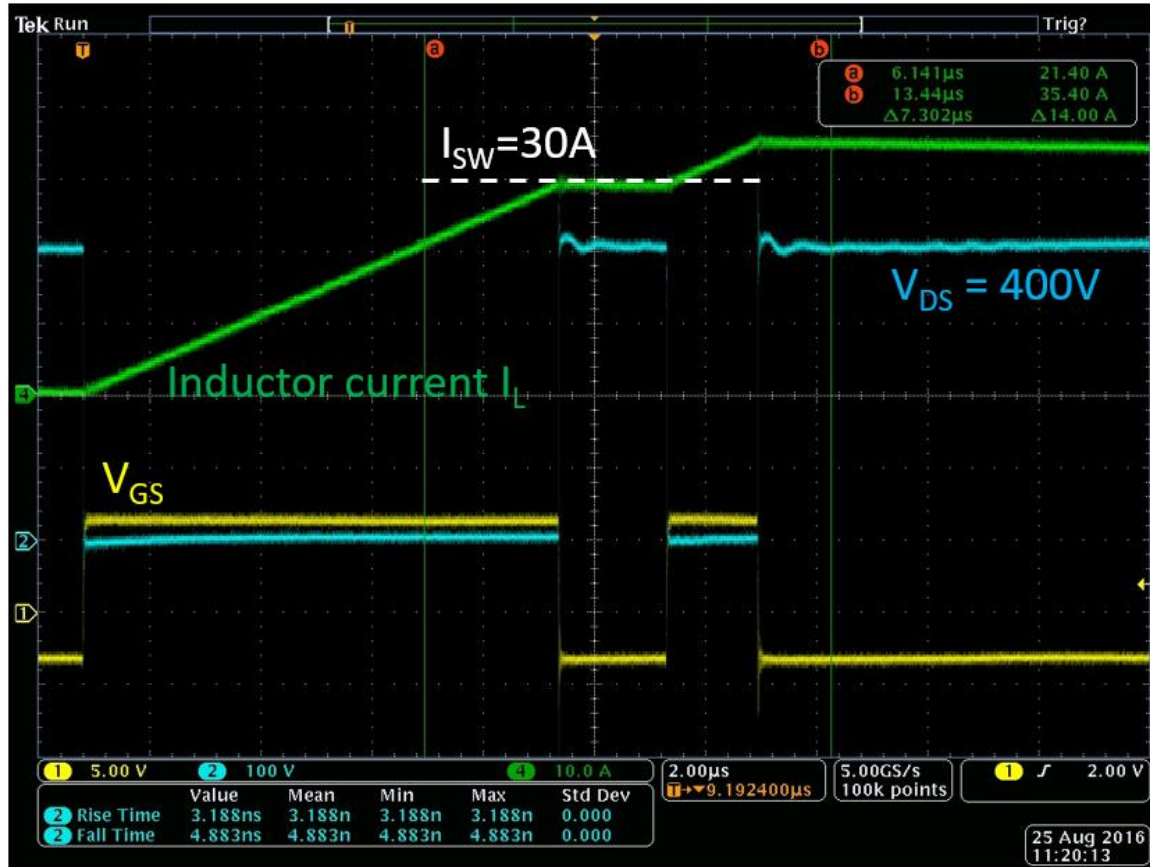 Tek Run
Trig?
T
T
a
b
a 6.141µs 21.40 A
b 13.44µs 35.40 A
Δ7.302µs Δ14.00 A
I_SW=30A
V_DS = 400V
4
Inductor current I_L
V_GS
2
1
1 5.00 V 2 100 V 4 10.0 A
2.00µs
T→▼9.192400µs
5.00GS/s
100k points
1 ∫ 2.00 V
Value Mean Min Max Std Dev
2 Rise Time 3.188ns 3.188n 3.188n 3.188n 0.000
2 Fall Time 4.883ns 4.883n 4.883n 4.883n 0.000
25 Aug 2016
11:20:13